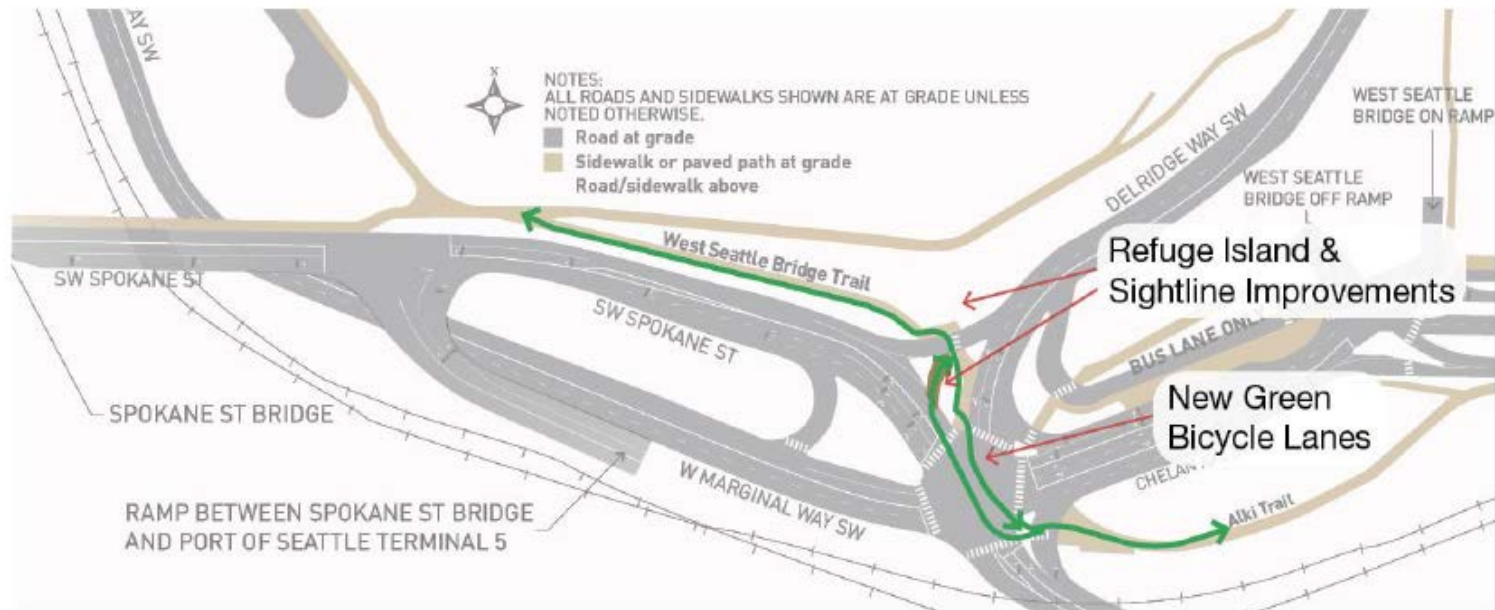 AY SW
N
NOTES:
ALL ROADS AND SIDEWALKS SHOWN ARE AT GRADE UNLESS
NOTED OTHERWISE.
Road at grade
Sidewalk or paved path at grade
Road/sidewalk above
WEST SEATTLE
BRIDGE ON RAMP
DELRIDGE WAY SW
WEST SEATTLE
BRIDGE OFF RAMP
Refuge Island &
Sightline Improvements
West Seattle Bridge Trail
SW SPOKANE ST
SW SPOKANE ST
BUS LANE ONLY
New Green
Bicycle Lanes
SPOKANE ST BRIDGE
CHELAN
W MARGINAL WAY SW
RAMP BETWEEN SPOKANE ST BRIDGE
AND PORT OF SEATTLE TERMINAL 5
Alki Trail